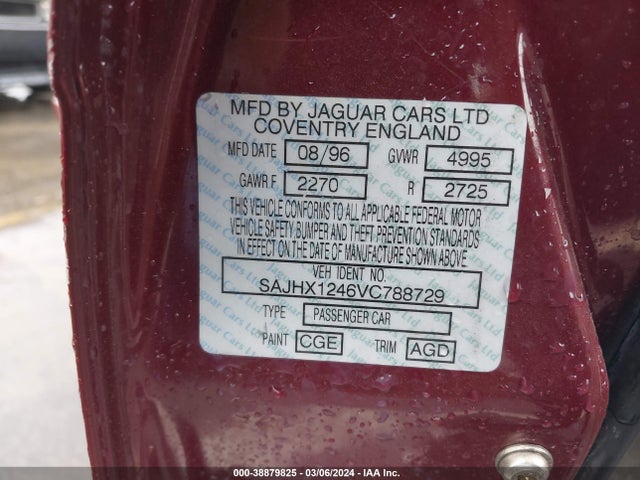 MFD BY JAGUAR CARS LTD
COVENTRY ENGLAND
MFD DATE 08/96 GVWR 4995
GAWR.F 2270 R 2725
THIS VEHICLE CONFORMS TO ALL APPLICABLE FEDERAL MOTOR
VEHICLE SAFETY, BUMPER AND THEFT PREVENTION STANDARDS
IN EFFECT ON THE DATE OF MANUFACTURE SHOWN ABOVE
VEH IDENT NO.
SAJHX1246VC788729
TYPE PASSENGER CAR
PAINT CGE TRIM AGD
000-38879825 | 03/06/2024 | IAA Inc.